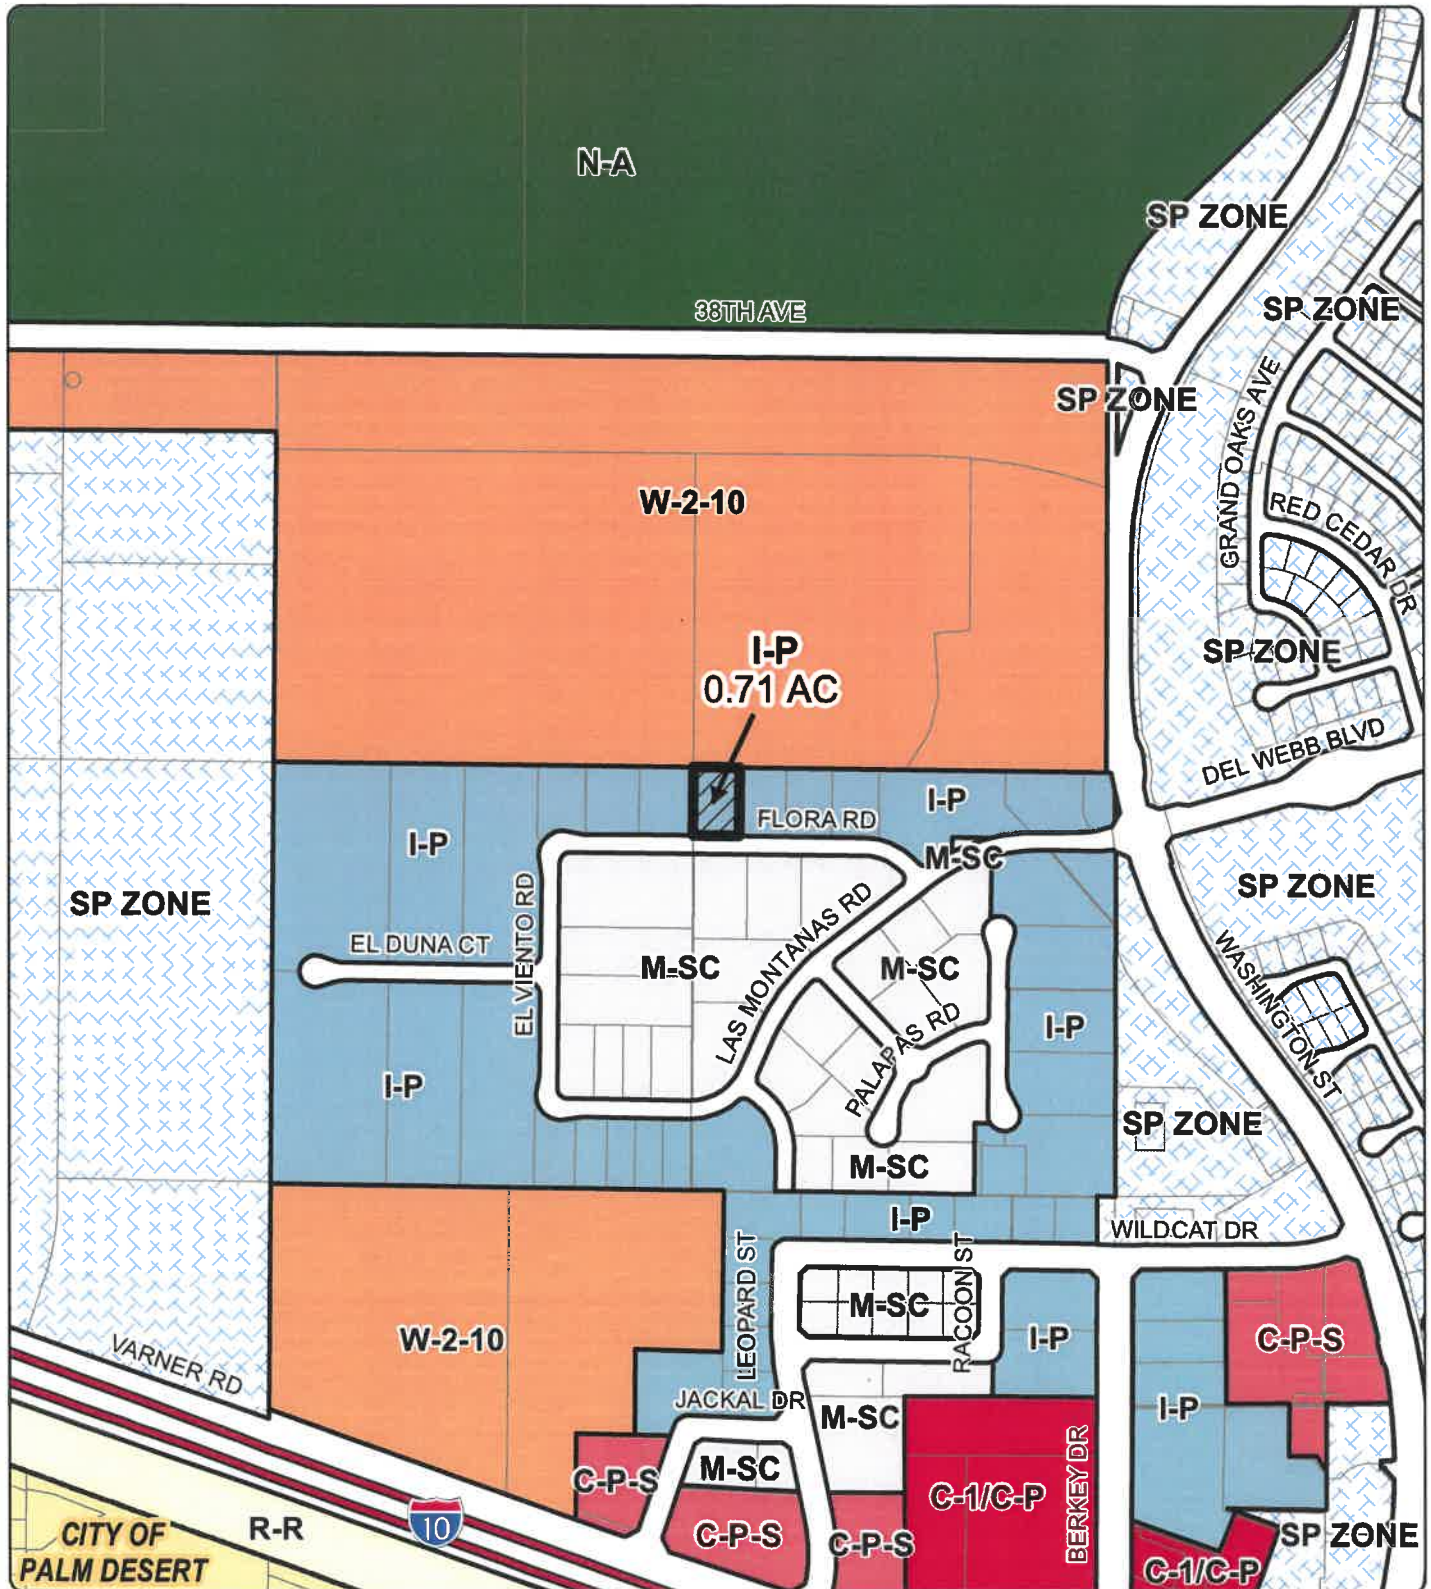 N-A
SP ZONE
38TH AVE
SP ZONE
SP ZONE
GRAND OAKS AVE
W-2-10
RED CEDAR DR
I-P
0.71 AC
SP ZONE
DEL WEBB BLVD
I-P
FLORA RD
I-P
M-SC
SP ZONE
SP ZONE
EL VIENTO RD
EL DUNA CT
M-SC
LAS MONTANAS RD
M-SC
WASHINGTON ST
PALAPAS RD
I-P
I-P
SP ZONE
M-SC
I-P
WILDCAT DR
LEOPARD ST
RACOON ST
M-SC
W-2-10
I-P
C-P-S
VARNER RD
JACKAL DR
M-SC
I-P
M-SC
C-P-S
C-1/C-P
BERKEY DR
10
R-R
CITY OF
PALM DESERT
C-P-S
C-P-S
SP ZONE
C-1/C-P